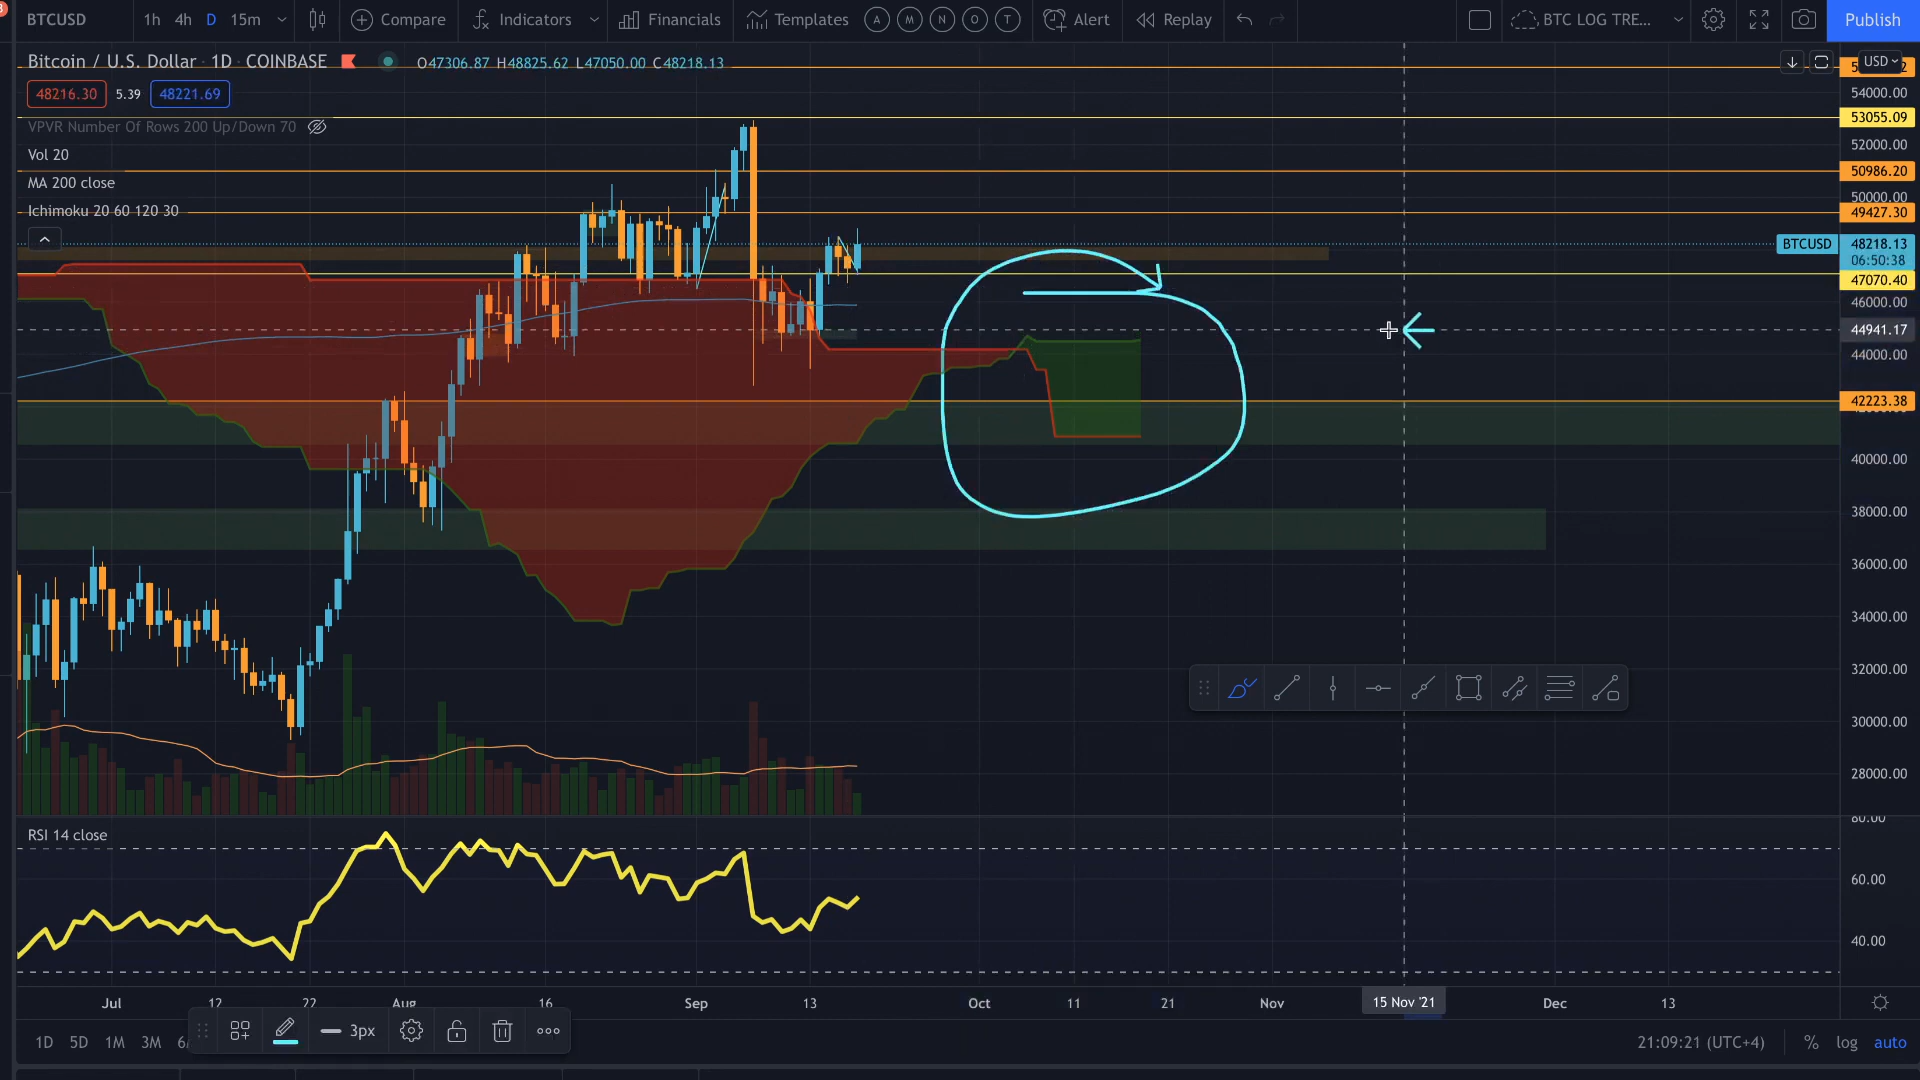 BTCUSD 1h 4h D 15m Compare Indicators Financials Templates A M N O T Alert Replay BTC LOG TRE... Publish
Bitcoin / U.S. Dollar · 1D · COINBASE O47306.87 H48825.62 L47050.00 C48218.13 USD
48216.30 5.39 48221.69
VPVR Number Of Rows 200 Up/Down 70
Vol 20
MA 200 close
Ichimoku 20 60 120 30
54000.00
53055.09
52000.00
50986.20
50000.00
49427.30
BTCUSD 48218.13
06:50:38
47070.40
46000.00
44941.17
44000.00
42223.38
40000.00
38000.00
36000.00
34000.00
32000.00
30000.00
28000.00
RSI 14 close
80.00
60.00
40.00
Jul 12 22 Aug 16 Sep 13 Oct 11 21 Nov 15 Nov '21 Dec 13
3px
1D 5D 1M 3M 21:09:21 (UTC+4) % log auto